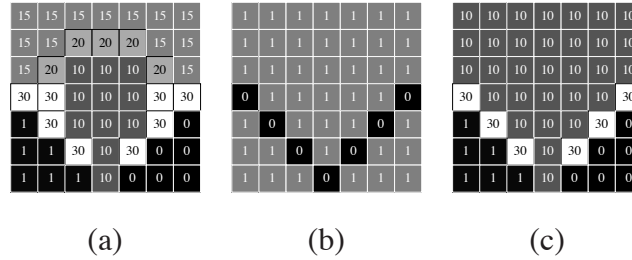 15 15 15 15 15 15 15
15 15 20 20 20 15 15
15 20 10 10 10 20 15
30 30 10 10 10 30 30
1 30 10 10 10 30 0
1 1 30 10 30 0 0
1 1 1 10 0 0 0
(a)
1 1 1 1 1 1 1
1 1 1 1 1 1 1
1 1 1 1 1 1 1
0 1 1 1 1 1 0
1 0 1 1 1 0 1
1 1 0 1 0 1 1
1 1 1 0 1 1 1
(b)
10 10 10 10 10 10 10
10 10 10 10 10 10 10
10 10 10 10 10 10 10
30 10 10 10 10 10 30
1 30 10 10 10 30 0
1 1 30 10 30 0 0
1 1 1 10 0 0 0
(c)